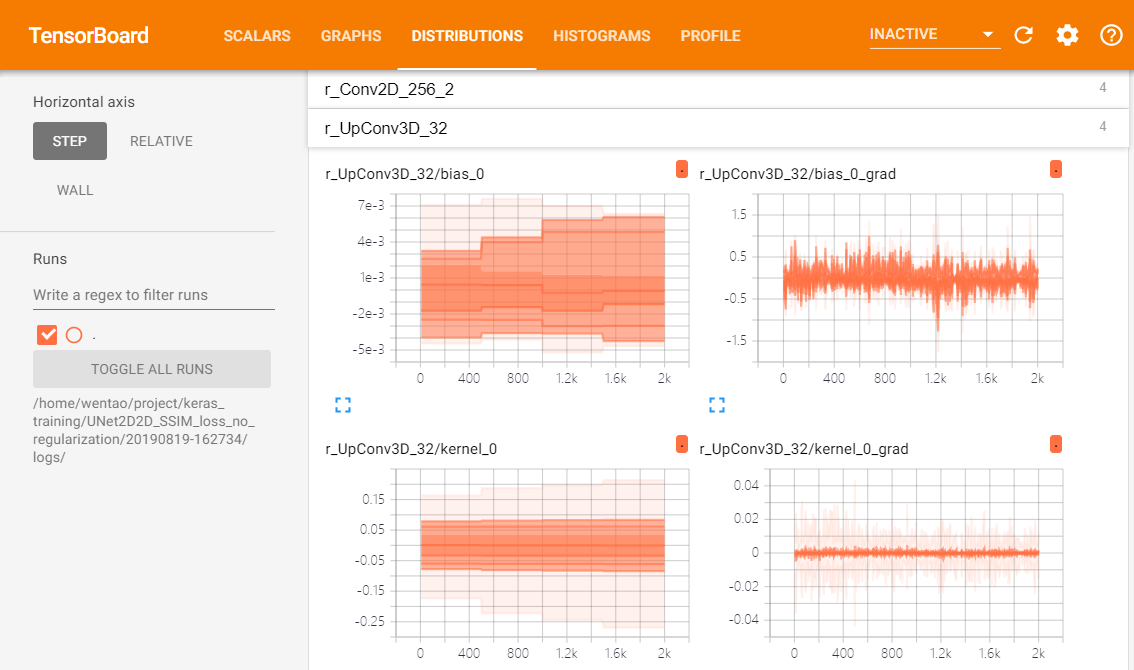 TensorBoard SCALARS GRAPHS DISTRIBUTIONS HISTOGRAMS PROFILE INACTIVE
Horizontal axis
STEP RELATIVE
WALL
Runs
Write a regex to filter runs
.
TOGGLE ALL RUNS
/home/wentao/project/keras_
training/UNet2D2D_SSIM_loss_no_
regularization/20190819-162734/
logs/
r_Conv2D_256_2 4
r_UpConv3D_32 4
r_UpConv3D_32/bias_0
.
7e-3
4e-3
1e-3
-2e-3
-5e-3
0 400 800 1.2k 1.6k 2k
r_UpConv3D_32/bias_0_grad
.
1.5
0.5
-0.5
-1.5
0 400 800 1.2k 1.6k 2k
r_UpConv3D_32/kernel_0
.
0.15
0.05
-0.05
-0.15
-0.25
0 400 800 1.2k 1.6k 2k
r_UpConv3D_32/kernel_0_grad
.
0.04
0.02
0
-0.02
-0.04
0 400 800 1.2k 1.6k 2k